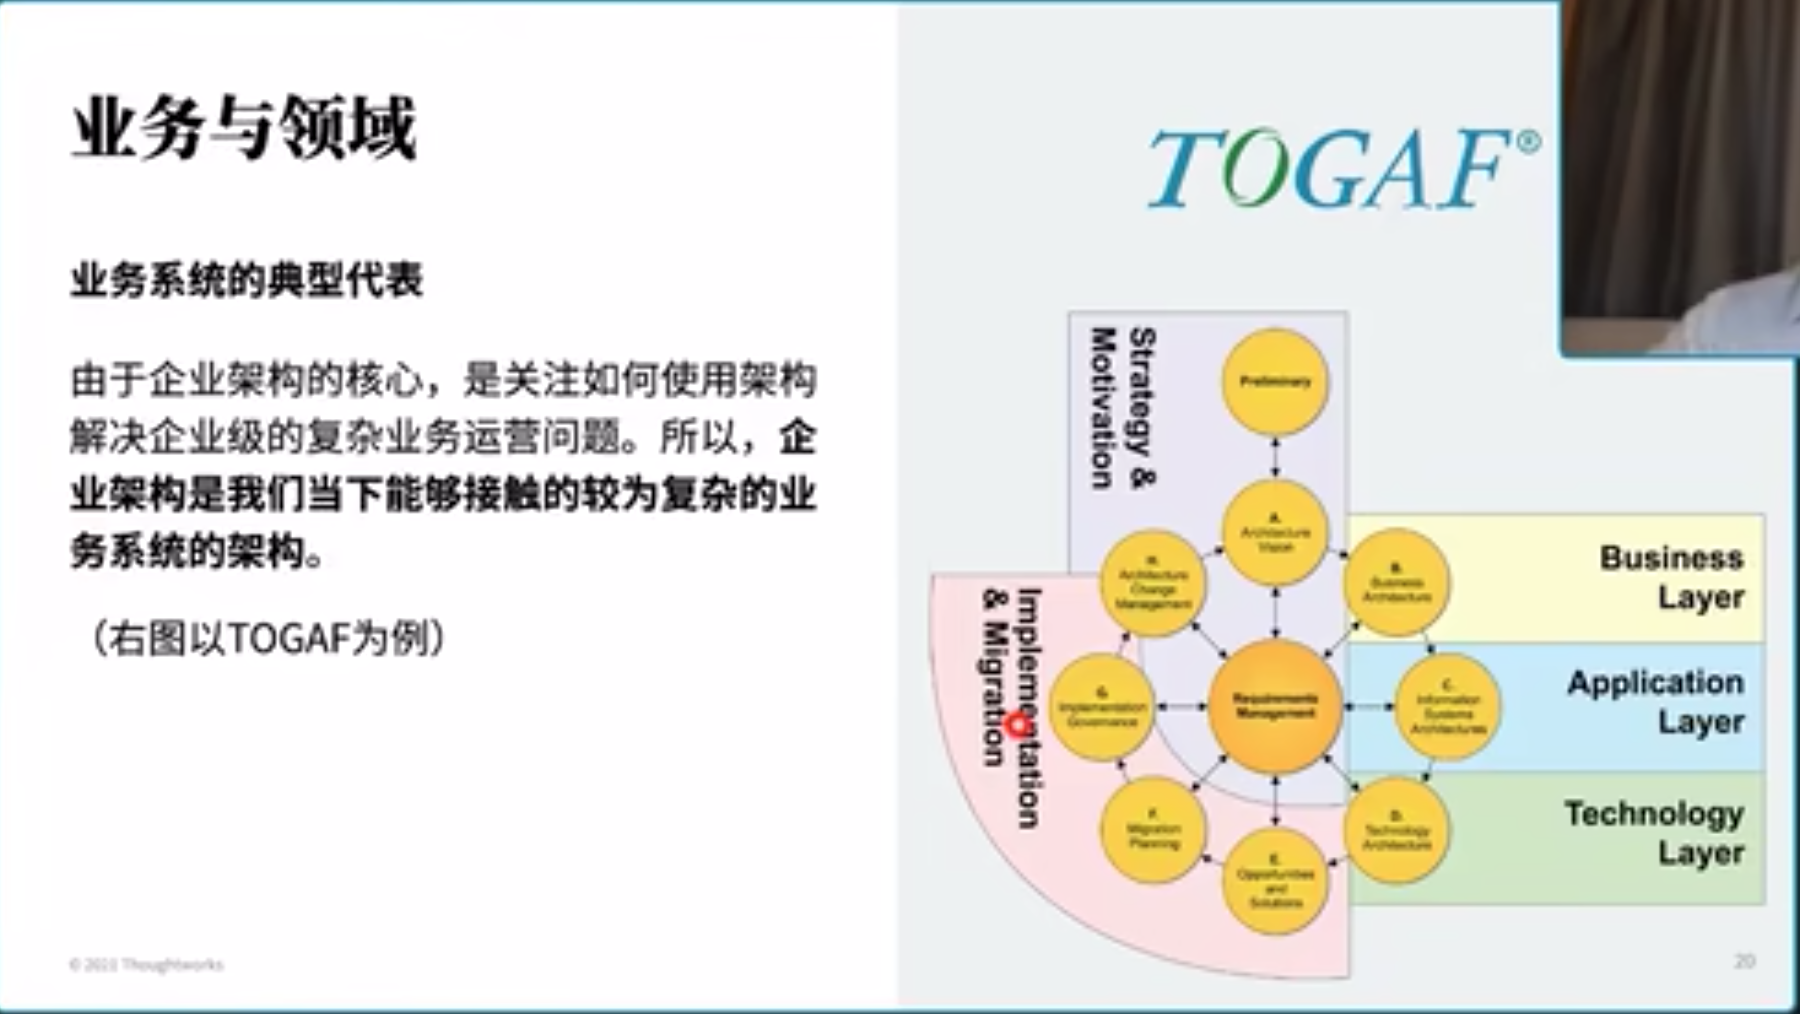 业务与领域
业务系统的典型代表
由于企业架构的核心，是关注如何使用架构
解决企业级的复杂业务运营问题。所以，企
业架构是我们当下能够接触的较为复杂的业
务系统的架构。
（右图以TOGAF为例）
TOGAF®
Strategy &
Motivation
Preliminary
A.
Architecture
Vision
H.
Architecture
Change
Management
B.
Business
Architecture
Business
Layer
Implementation
& Migration
G.
Implementation
Governance
Requirements
Management
C.
Information
Systems
Architectures
Application
Layer
F.
Migration
Planning
D.
Technology
Architecture
Technology
Layer
E.
Opportunities
and
Solutions
© Thoughtworks
20